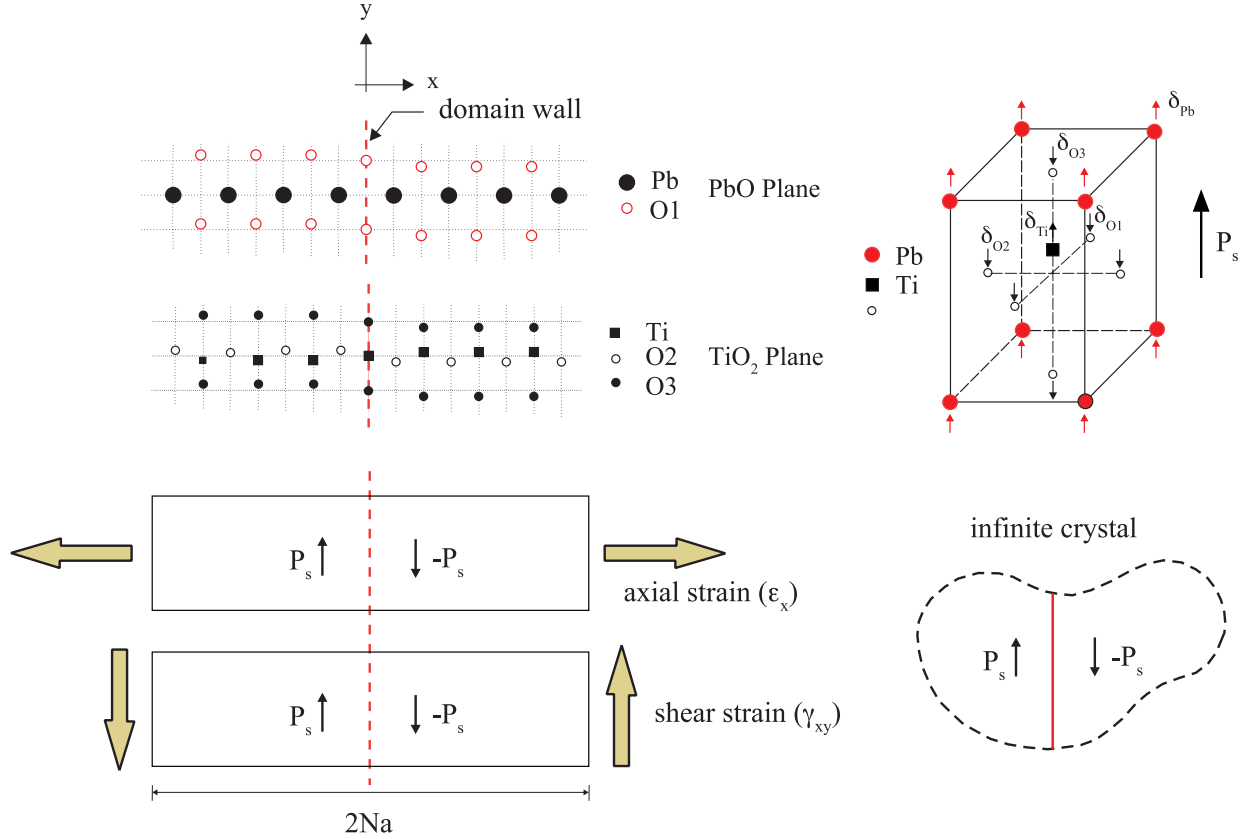 y
x
domain wall
Pb
PbO Plane
O1
Ti
O2
TiO₂ Plane
O3
δPb
δO3
δTi
δO1
δO2
Pb
Ti
Pₛ
Pₛ
-Pₛ
axial strain (εₓ)
Pₛ
-Pₛ
shear strain (γxy)
2Na
infinite crystal
Pₛ
-Pₛ